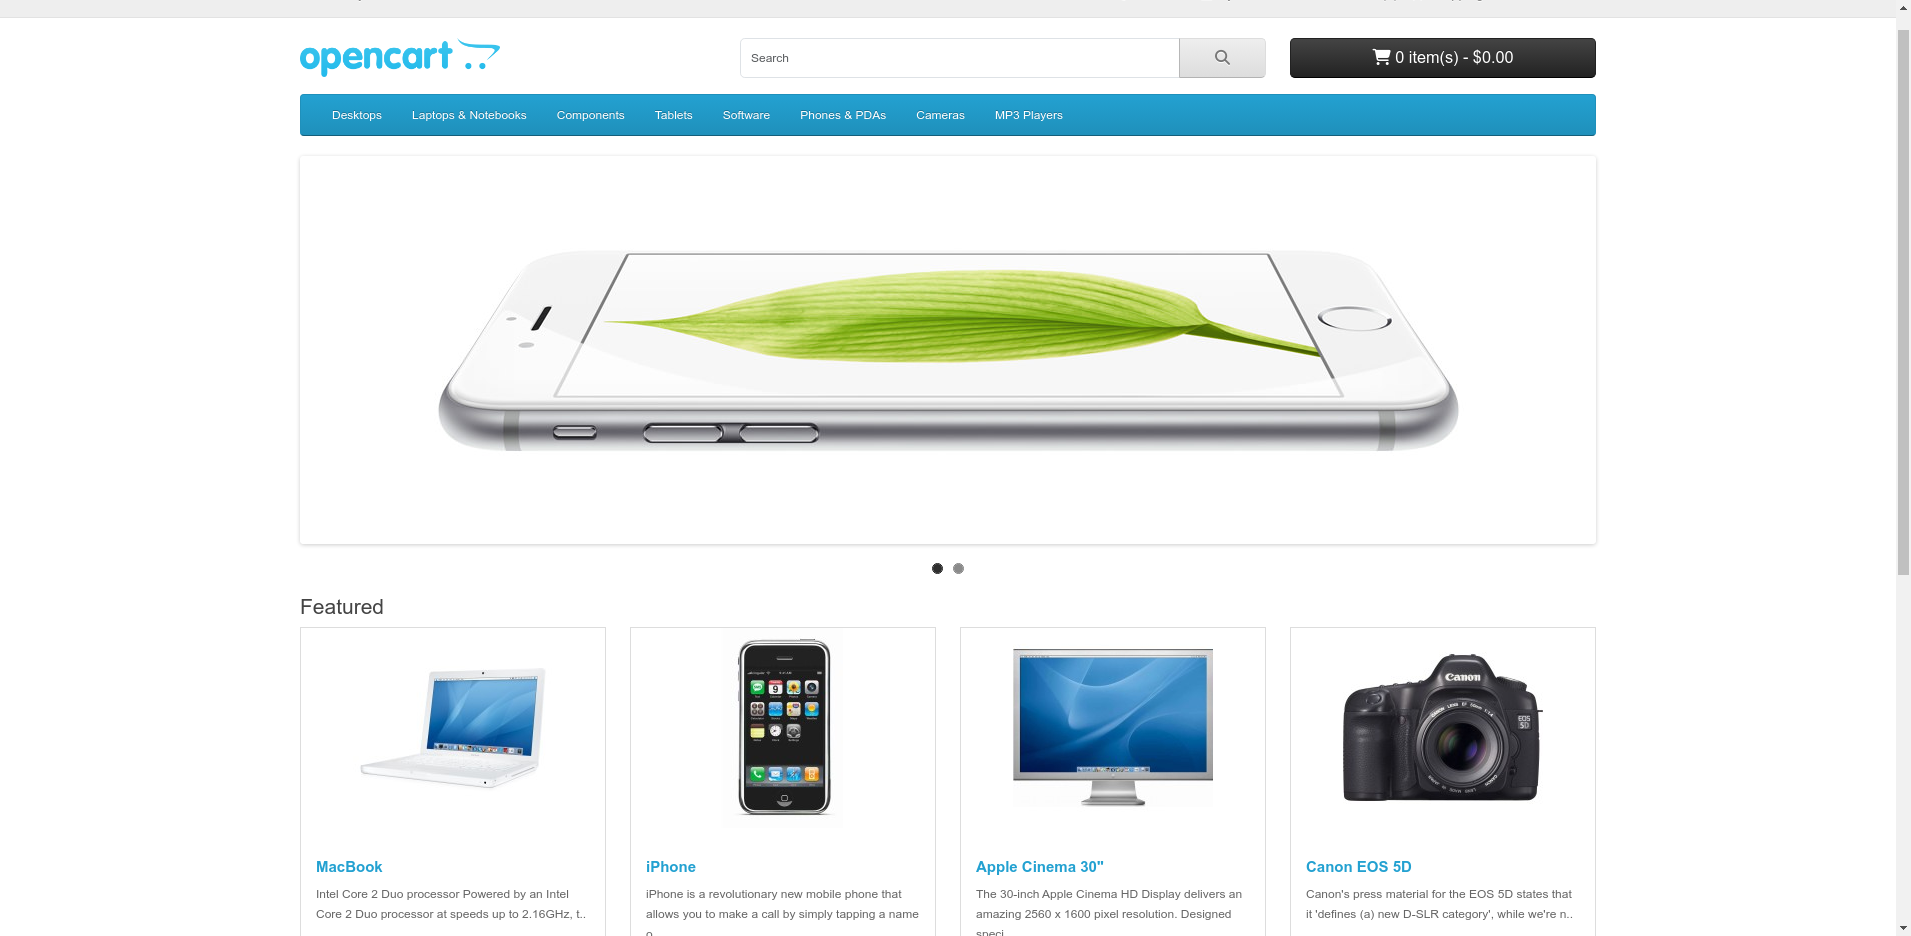 opencart
Search
0 item(s) - $0.00
Desktops Laptops & Notebooks Components Tablets Software Phones & PDAs Cameras MP3 Players
Featured
Canon
EOS
5D
MacBook
Intel Core 2 Duo processor Powered by an Intel
Core 2 Duo processor at speeds up to 2.16GHz, t..
iPhone
iPhone is a revolutionary new mobile phone that
allows you to make a call by simply tapping a name
o..
Apple Cinema 30"
The 30-inch Apple Cinema HD Display delivers an
amazing 2560 x 1600 pixel resolution. Designed
speci..
Canon EOS 5D
Canon's press material for the EOS 5D states that
it 'defines (a) new D-SLR category', while we're n..